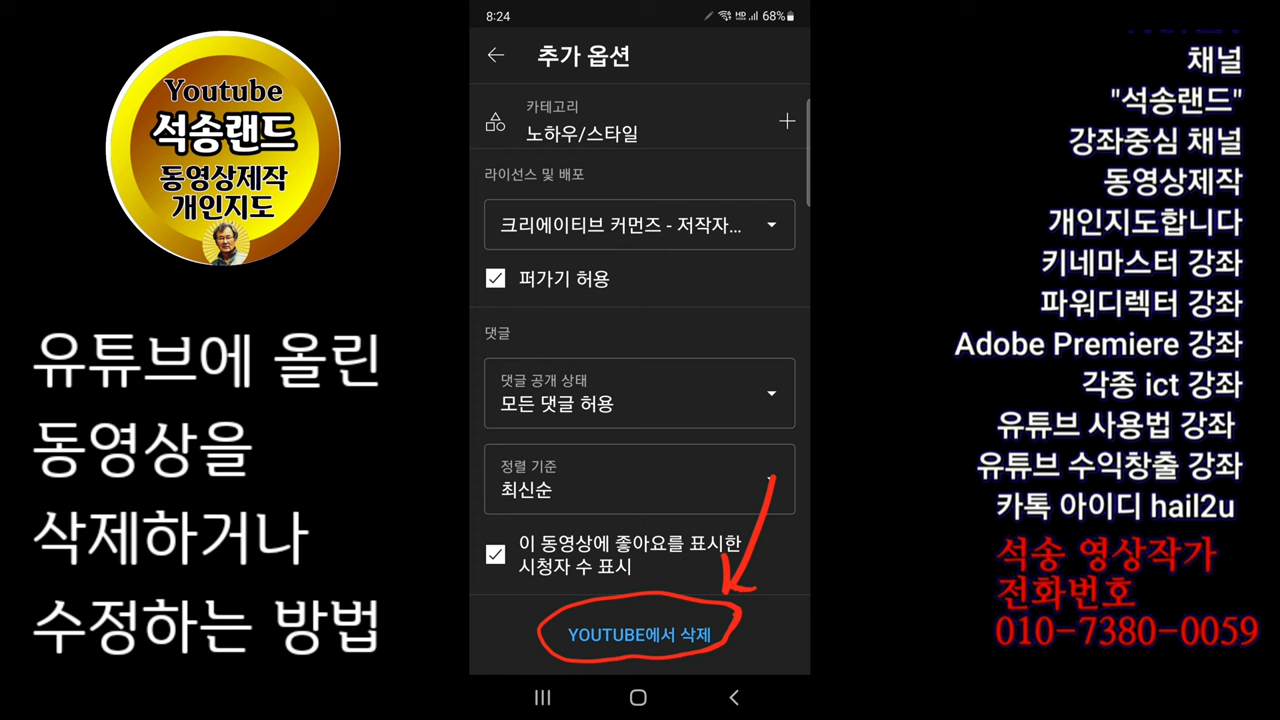 Youtube
석송랜드
동영상제작
개인지도
유튜브에 올린
동영상을
삭제하거나
수정하는 방법
8:24
68%
추가 옵션
카테고리
노하우/스타일
라이선스 및 배포
크리에이티브 커먼즈 - 저작자...
퍼가기 허용
댓글
댓글 공개 상태
모든 댓글 허용
정렬 기준
최신순
이 동영상에 좋아요를 표시한
시청자 수 표시
YOUTUBE에서 삭제
채널
"석송랜드"
강좌중심 채널
동영상제작
개인지도합니다
키네마스터 강좌
파워디렉터 강좌
Adobe Premiere 강좌
각종 ict 강좌
유튜브 사용법 강좌
유튜브 수익창출 강좌
카톡 아이디 hail2u
석송 영상작가
전화번호
010-7380-0059